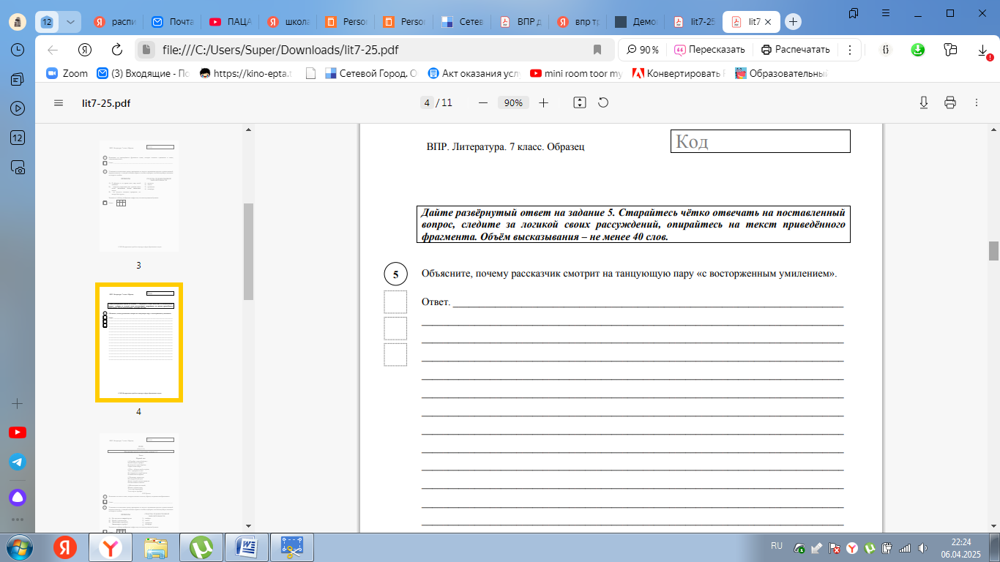 12
распи
Почта
ПАЦА
школа
Person
Person
Сетев
ВПР д
впр тр
Демо
lit7-25
lit7
file:///C:/Users/Super/Downloads/lit7-25.pdf
90%
Пересказать
Распечатать
Zoom
(3) Входящие - По
https://kino-epta.t
Сетевой Город. О
Акт оказания услу
mini room toor my
Конвертировать P
Образовательный
lit7-25.pdf
4 / 11
90%
12
3
4
ВПР. Литература. 7 класс. Образец
Код
Дайте развёрнутый ответ на задание 5. Старайтесь чётко отвечать на поставленный
вопрос, следите за логикой своих рассуждений, опирайтесь на текст приведённого
фрагмента. Объём высказывания – не менее 40 слов.
5
Объясните, почему рассказчик смотрит на танцующую пару «с восторженным умилением».
Ответ.
RU
22:24
06.04.2025